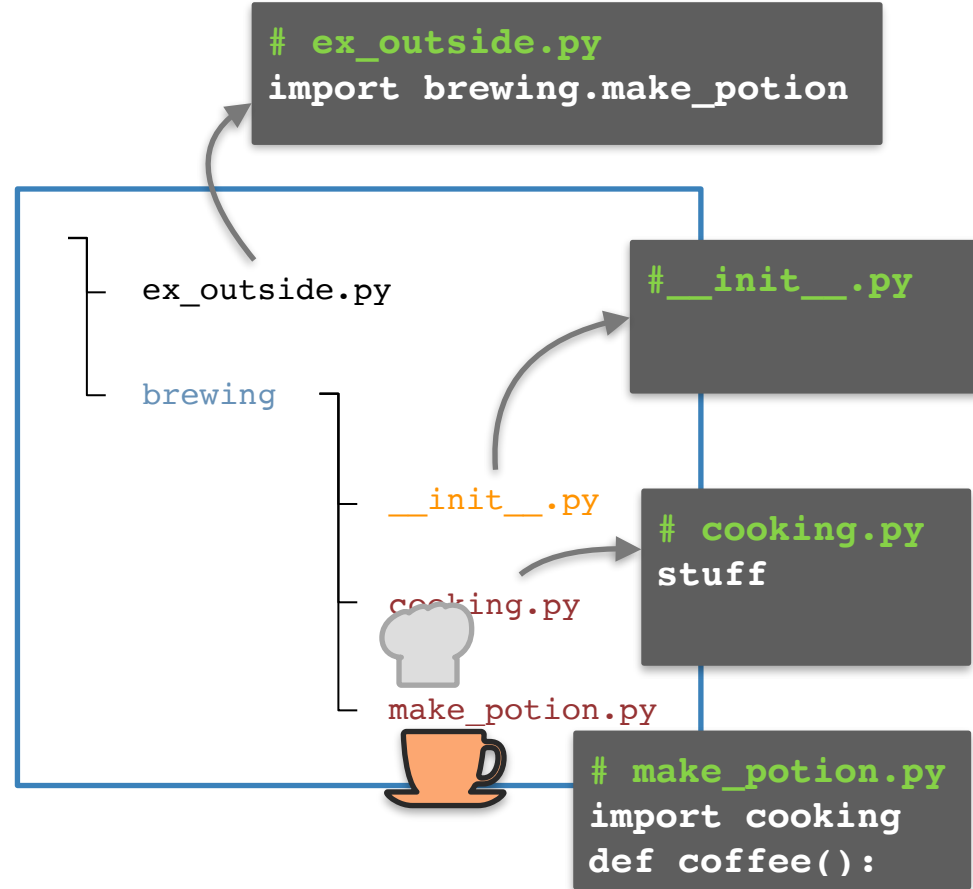 # ex_outside.py
import brewing.make_potion
ex_outside.py
#__init__.py
brewing
__init__.py
# cooking.py
stuff
cooking.py
make_potion.py
# make_potion.py
import cooking
def coffee():